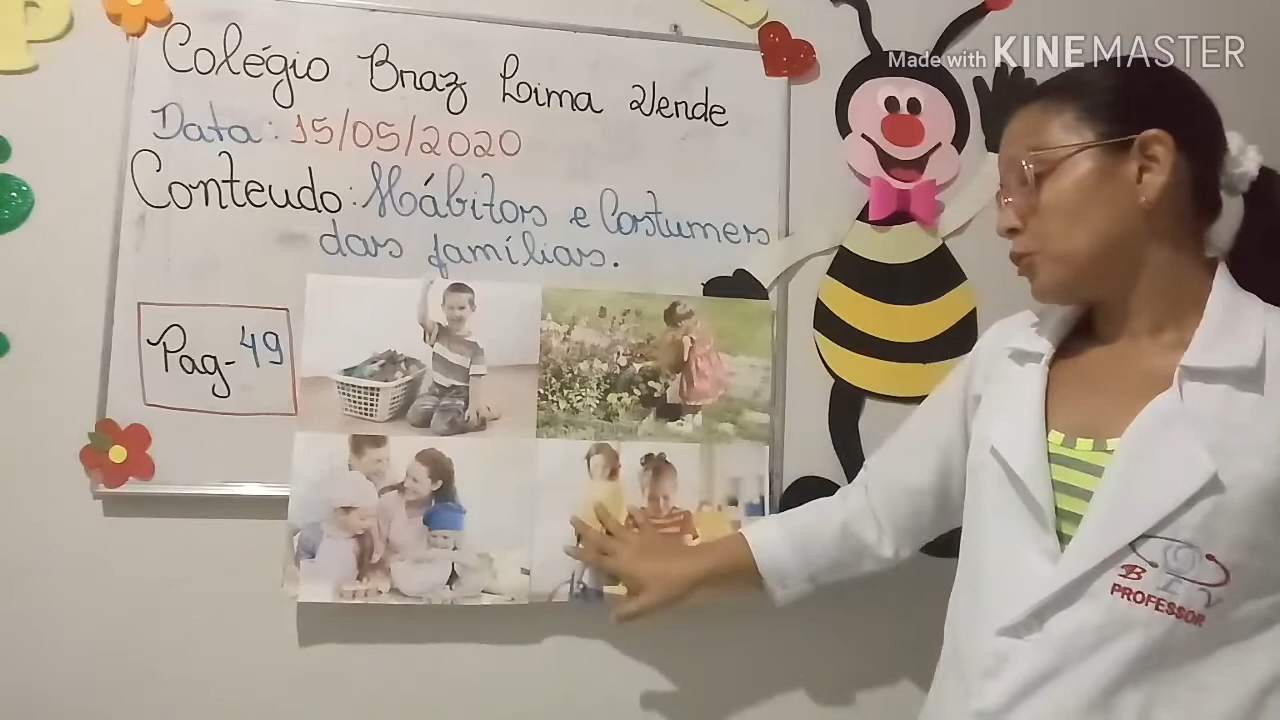 Made with KINEMASTER
Colégio Braz Lima Verde
Data: 15/05/2020
Conteudo: Hábitos e Costumes
das famílias.
Pag-49
PROFESSOR